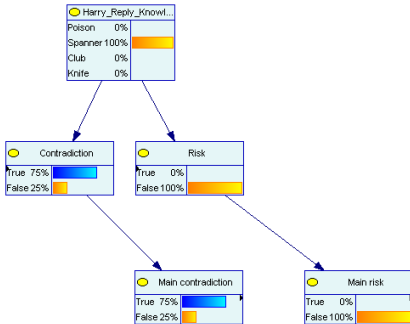 Harry_Reply_Knowl...
Poison 0%
Spanner 100%
Club 0%
Knife 0%
Contradiction
True 75%
False 25%
Risk
True 0%
False 100%
Main contradiction
True 75%
False 25%
Main risk
True 0%
False 100%